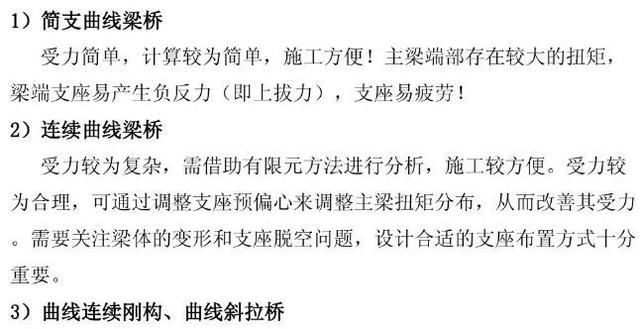 1）简支曲线梁桥
受力简单，计算较为简单，施工方便！主梁端部存在较大的扭矩，
梁端支座易产生负反力（即上拔力），支座易疲劳！
2）连续曲线梁桥
受力较为复杂，需借助有限元方法进行分析，施工较方便。受力较
为合理，可通过调整支座预偏心来调整主梁扭矩分布，从而改善其受力
。需要关注梁体的变形和支座脱空问题，设计合适的支座布置方式十分
重要。
3）曲线连续刚构、曲线斜拉桥